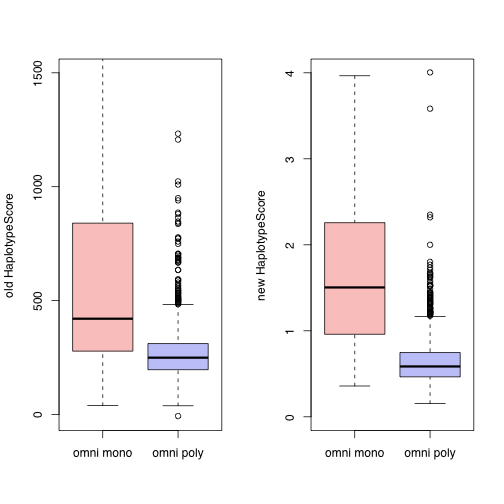 old HaplotypeScore
1500
1000
500
0
omni mono
omni poly
new HaplotypeScore
4
3
2
1
0
omni mono
omni poly